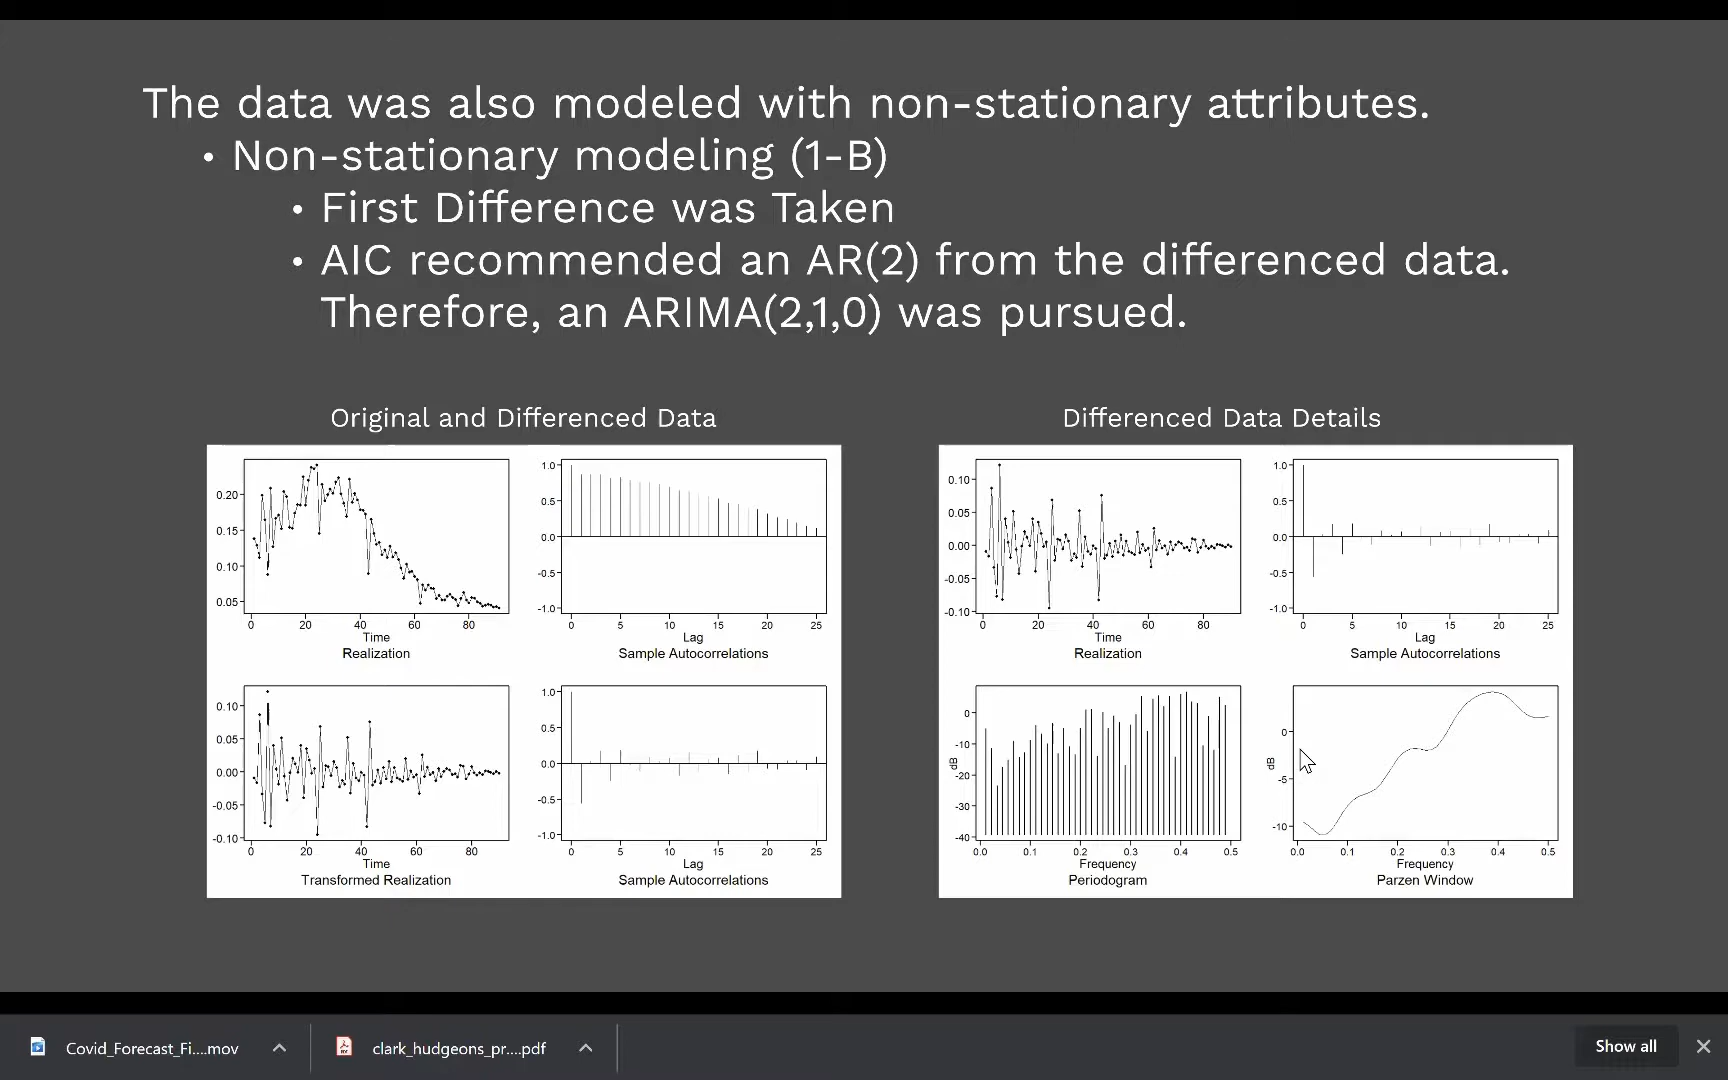 The data was also modeled with non-stationary attributes.
• Non-stationary modeling (1-B)
• First Difference was Taken
• AIC recommended an AR(2) from the differenced data.
Therefore, an ARIMA(2,1,0) was pursued.
Original and Differenced Data
0.20
0.15
0.10
0.05
0 20 40 60 80
Time
Realization
1.0
0.5
0.0
-0.5
-1.0
0 5 10 15 20 25
Lag
Sample Autocorrelations
0.10
0.05
0.00
-0.05
-0.10
0 20 40 60 80
Time
Transformed Realization
1.0
0.5
0.0
-0.5
-1.0
0 5 10 15 20 25
Lag
Sample Autocorrelations
Differenced Data Details
0.10
0.05
0.00
-0.05
-0.10
0 20 40 60 80
Time
Realization
1.0
0.5
0.0
-0.5
-1.0
0 5 10 15 20 25
Lag
Sample Autocorrelations
dB
0
-10
-20
-30
-40
0.0 0.1 0.2 0.3 0.4 0.5
Frequency
Periodogram
dB
0
-5
-10
0.0 0.1 0.2 0.3 0.4 0.5
Frequency
Parzen Window
Covid_Forecast_Fi....mov
clark_hudgeons_pr....pdf
Show all